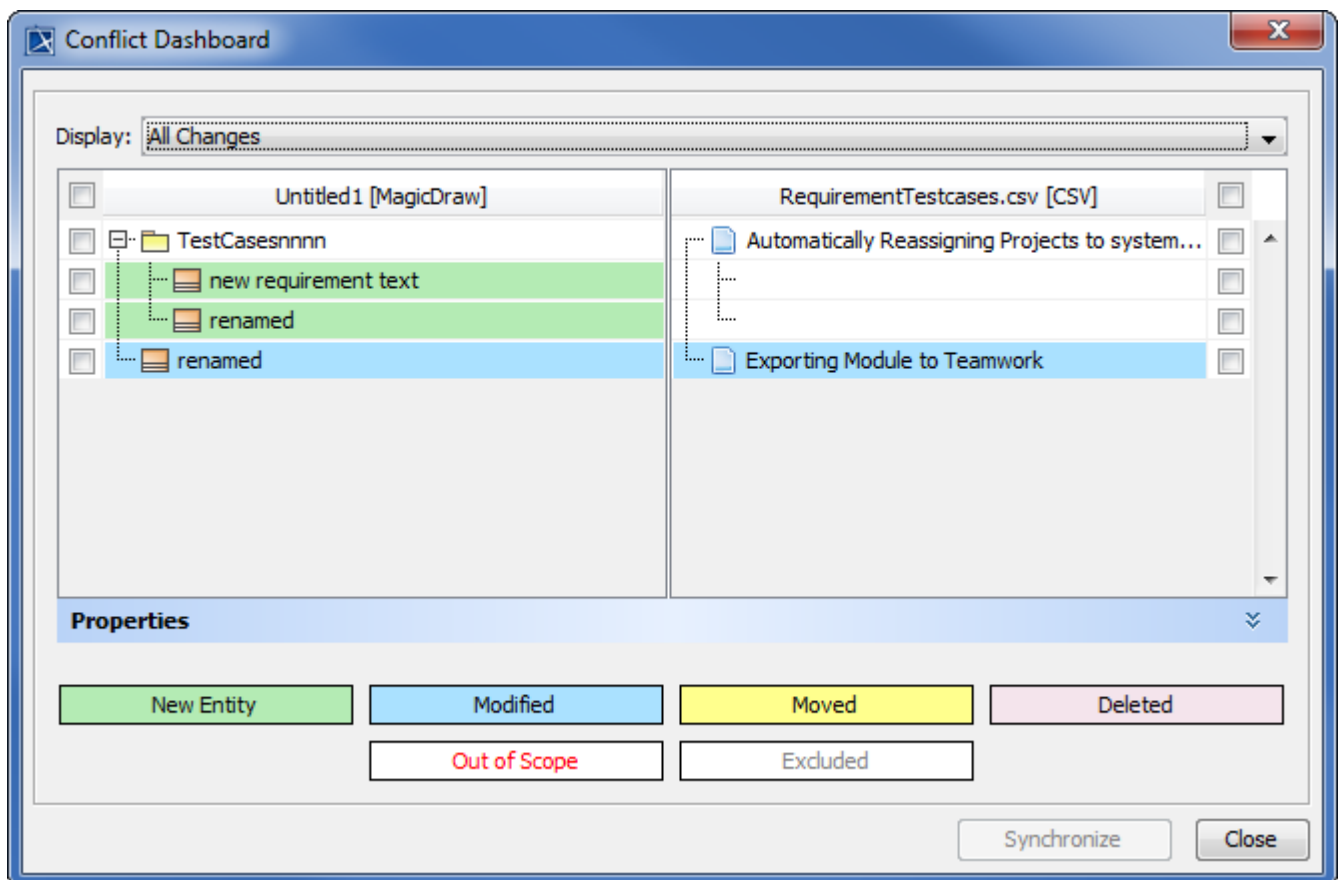 Conflict Dashboard
Display: All Changes
Untitled1 [MagicDraw] RequirementTestcases.csv [CSV]
TestCasesnnnn Automatically Reassigning Projects to system...
new requirement text
renamed
renamed Exporting Module to Teamwork
Properties
New Entity Modified Moved Deleted
Out of Scope Excluded
Synchronize Close